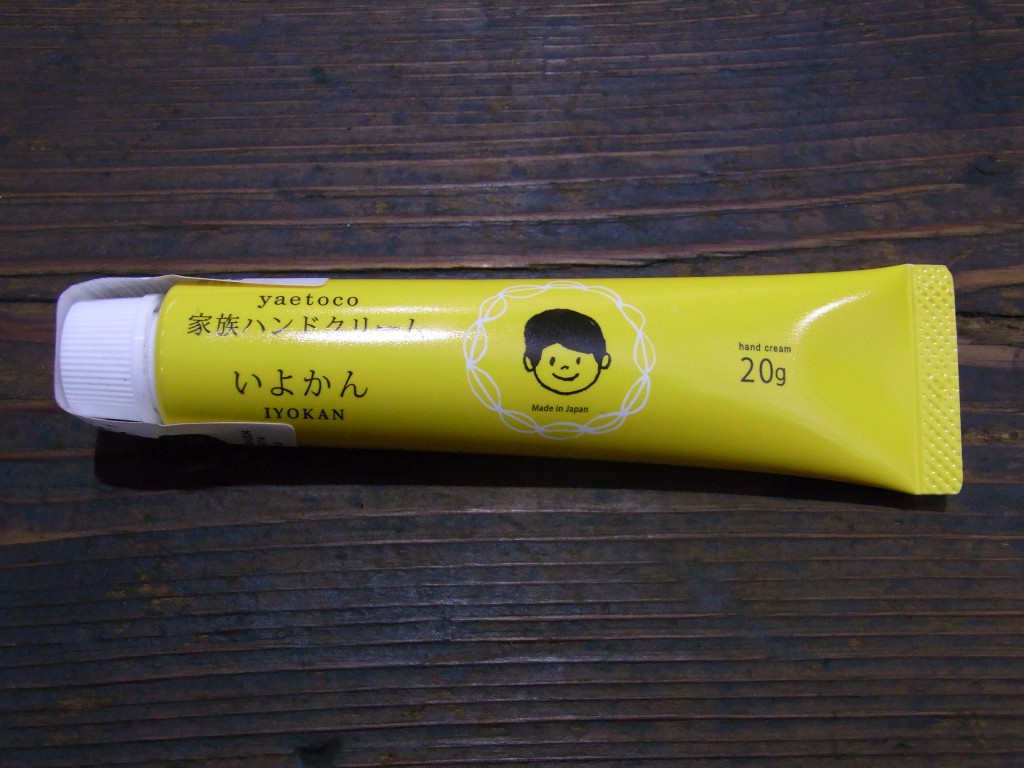 yaetoco
家族ハンドクリーム
いよかん
IYOKAN
Made in Japan
hand cream
20g